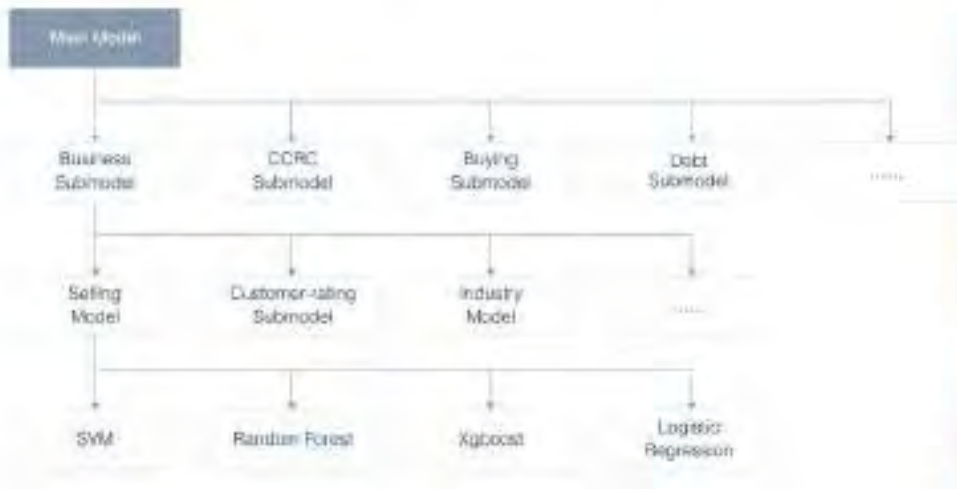 Main Model
Business
Submodel
CCRC
Submodel
Buying
Submodel
Debt
Submodel
......
Selling
Model
Customer-rating
Submodel
Industry
Model
......
SVM
Random Forest
Xgboost
Logistic
Regression